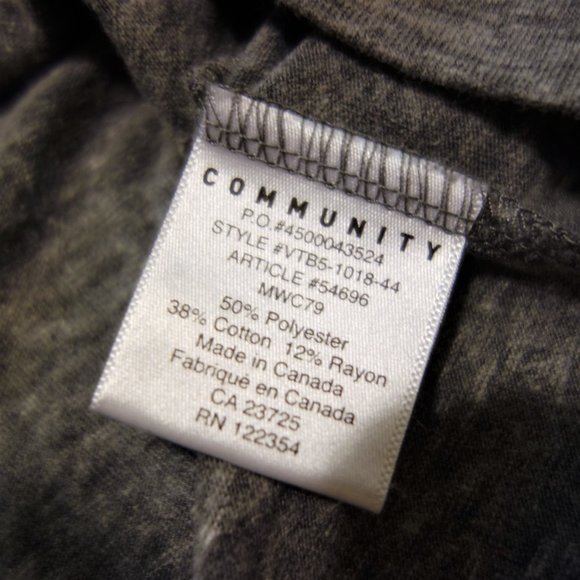 COMMUNITY
P.O.#4500043524
STYLE #VTB5-1018-44
ARTICLE #54696
MWC79
50% Polyester
38% Cotton 12% Rayon
Made in Canada
Fabriqué en Canada
CA 23725
RN 122354